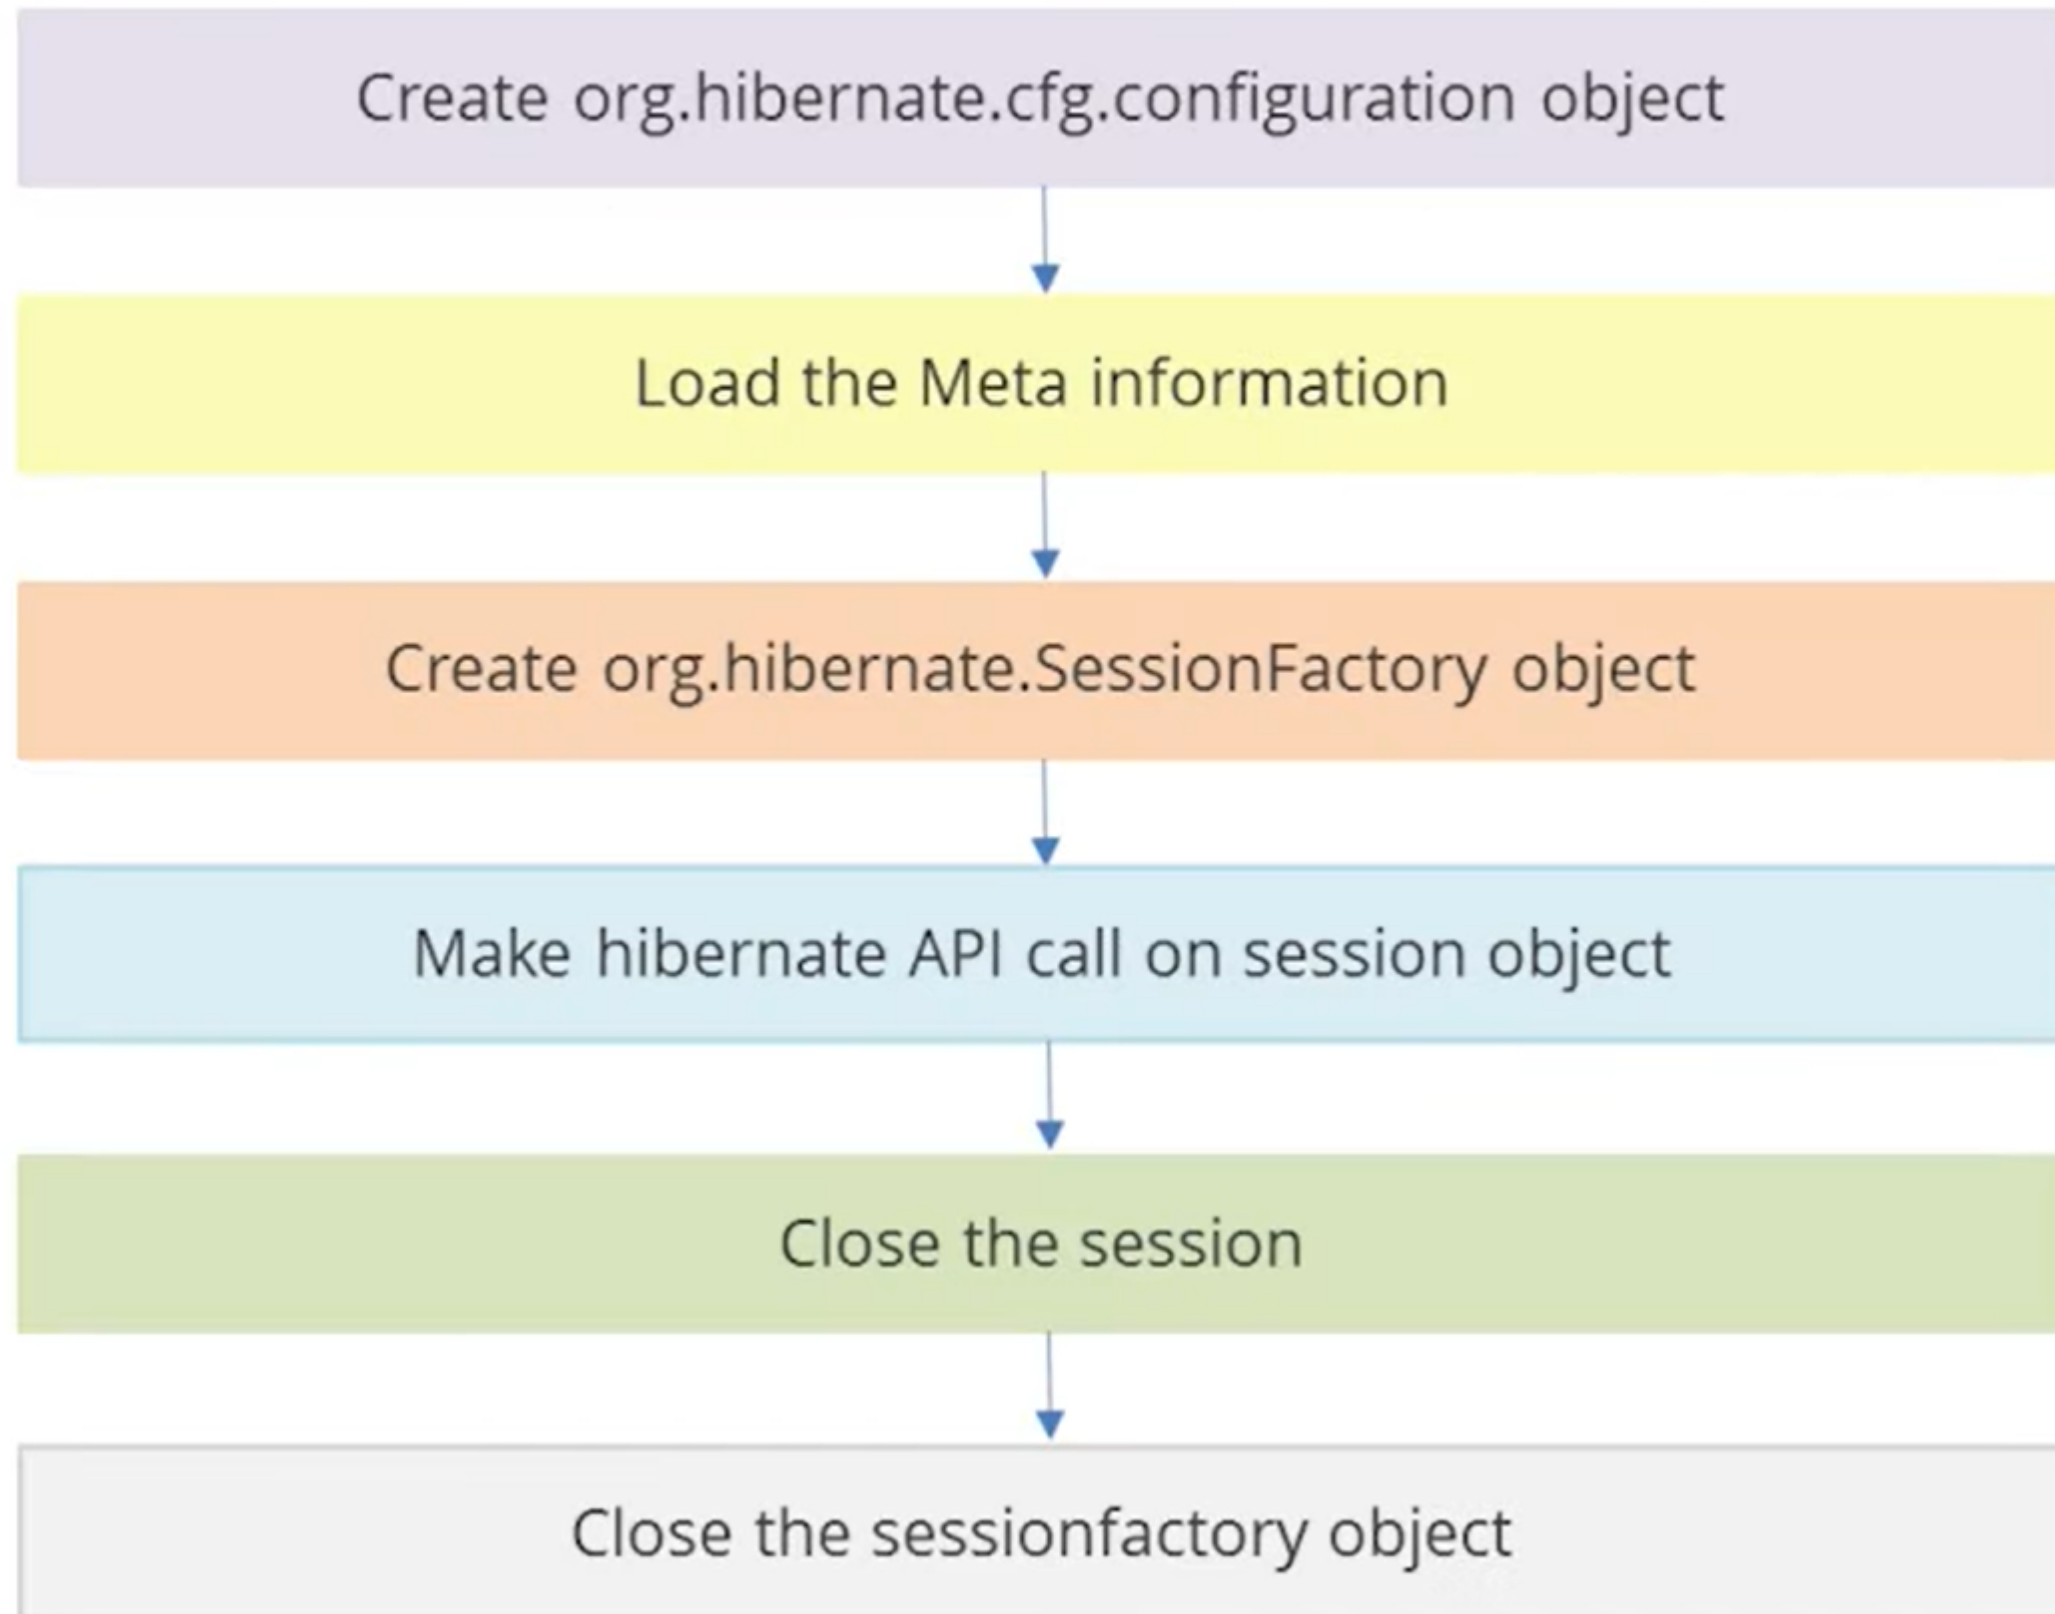 Create org.hibernate.cfg.configuration object
Load the Meta information
Create org.hibernate.SessionFactory object
Make hibernate API call on session object
Close the session
Close the sessionfactory object